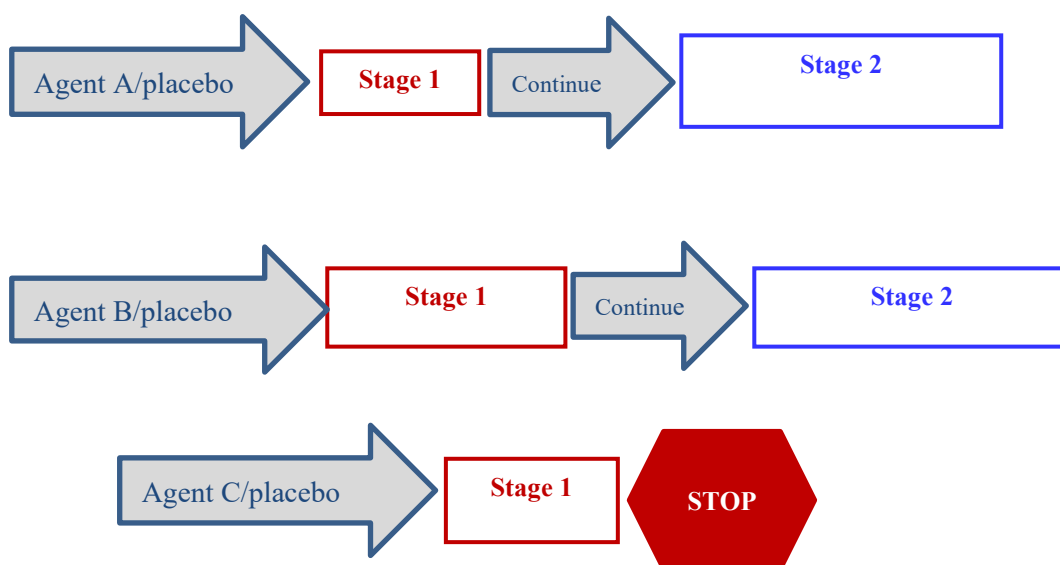 Agent A/placebo
Stage 1
Continue
Stage 2
Agent B/placebo
Stage 1
Continue
Stage 2
Agent C/placebo
Stage 1
STOP